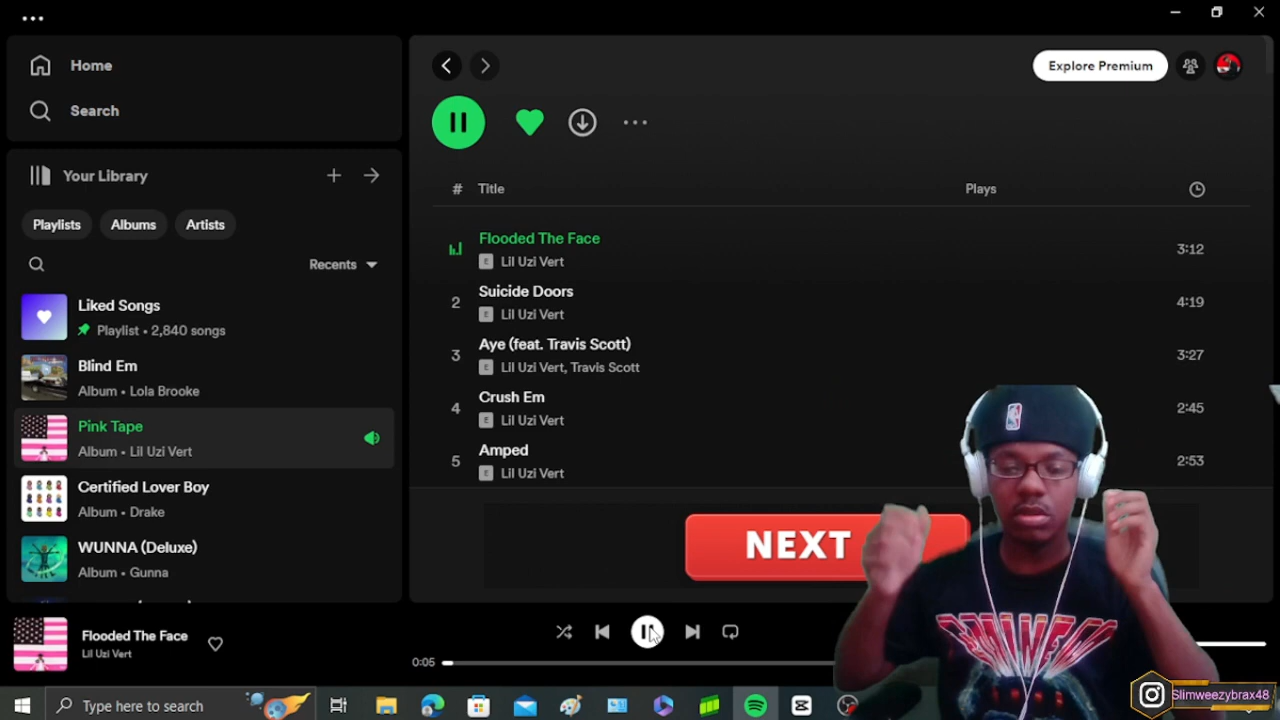 Home
Search
Explore Premium
Your Library
Playlists
Albums
Artists
Recents
Liked Songs
Playlist • 2,840 songs
Blind Em
Album • Lola Brooke
Pink Tape
Album • Lil Uzi Vert
Certified Lover Boy
Album • Drake
WUNNA (Deluxe)
Album • Gunna
# Title Plays
Flooded The Face 3:12
E Lil Uzi Vert
2 Suicide Doors 4:19
E Lil Uzi Vert
3 Aye (feat. Travis Scott) 3:27
E Lil Uzi Vert, Travis Scott
4 Crush Em 2:45
E Lil Uzi Vert
5 Amped 2:53
E Lil Uzi Vert
NEXT
Flooded The Face
Lil Uzi Vert
0:05
Type here to search
Slimweezybrax48